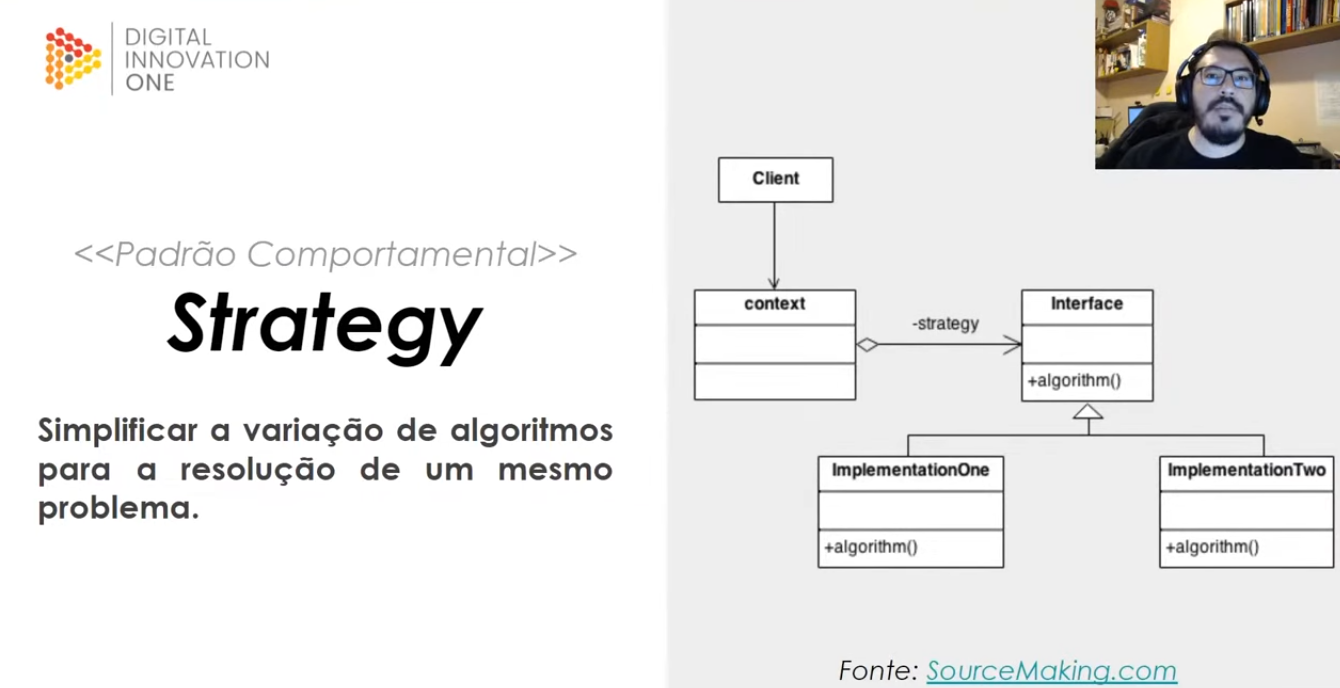 DIGITAL
INNOVATION
ONE
<<Padrão Comportamental>>
Strategy
Simplificar a variação de algoritmos
para a resolução de um mesmo
problema.
Client
context
-strategy
Interface
+algorithm()
ImplementationOne
+algorithm()
ImplementationTwo
+algorithm()
Fonte: SourceMaking.com